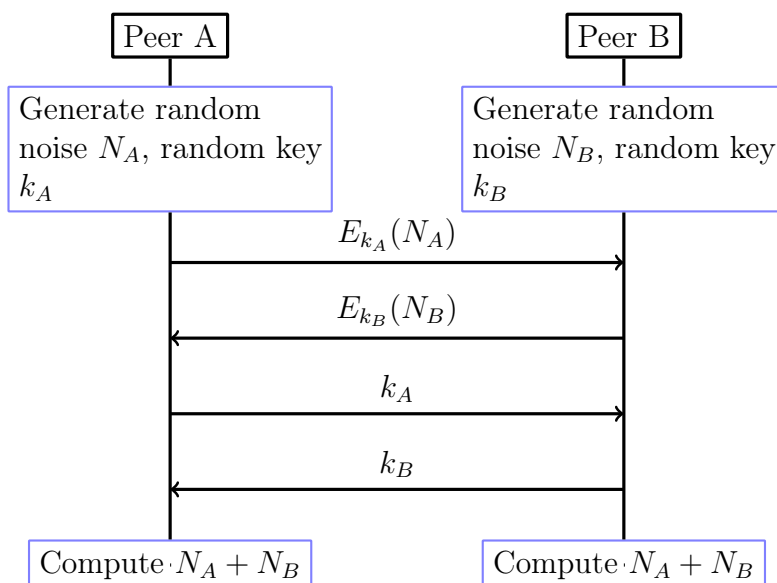 Peer A
Peer B
Generate random
noise N_A, random key
k_A
Generate random
noise N_B, random key
k_B
E_{k_A}(N_A)
E_{k_B}(N_B)
k_A
k_B
Compute N_A + N_B
Compute N_A + N_B